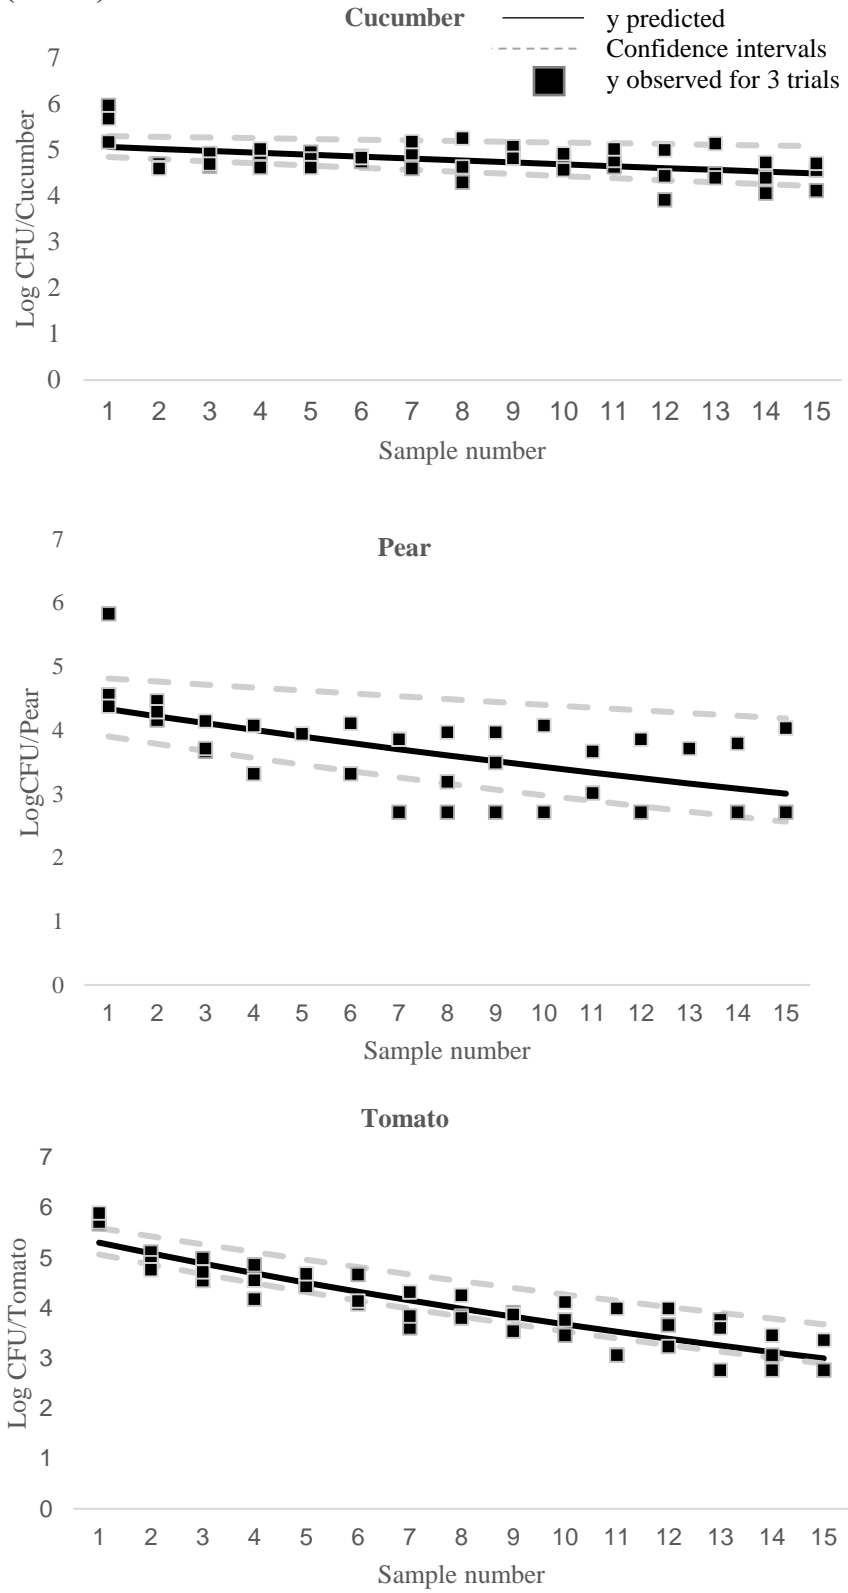 Cucumber
y predicted
Confidence intervals
y observed for 3 trials
7
6
5
4
3
2
1
0
Log CFU/Cucumber
1 2 3 4 5 6 7 8 9 10 11 12 13 14 15
Sample number
Pear
7
6
5
4
3
2
1
0
LogCFU/Pear
1 2 3 4 5 6 7 8 9 10 11 12 13 14 15
Sample number
Tomato
7
6
5
4
3
2
1
0
Log CFU/Tomato
1 2 3 4 5 6 7 8 9 10 11 12 13 14 15
Sample number